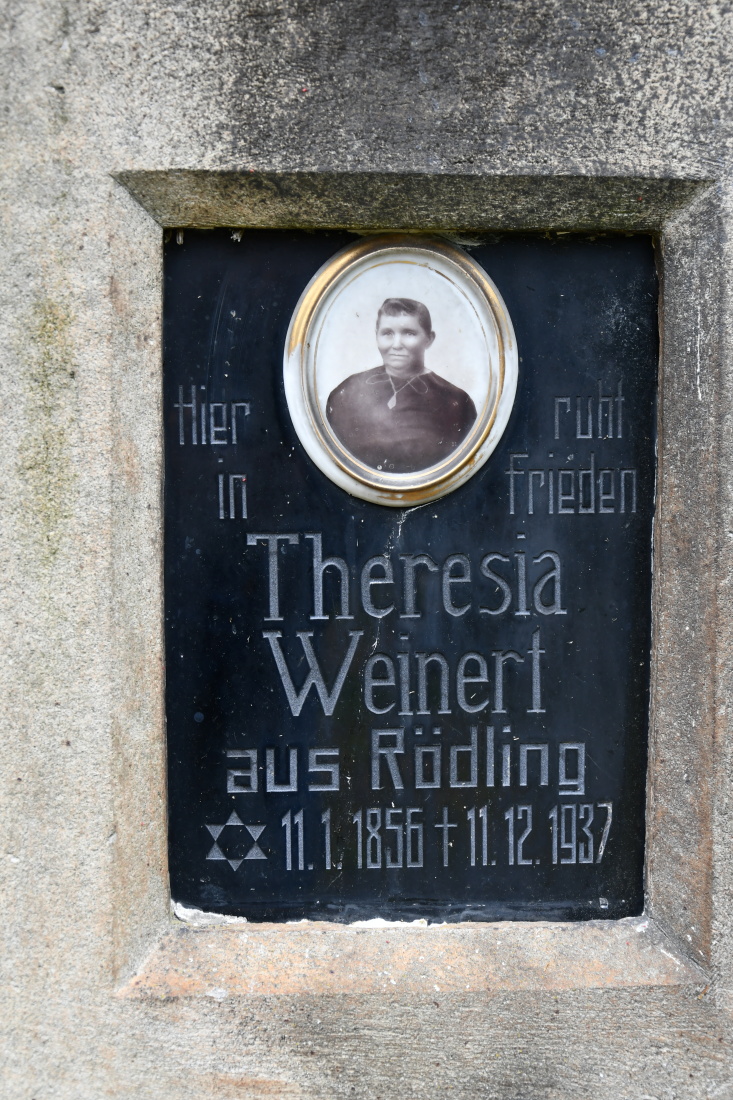 Hier ruht
in Frieden
Theresia
Weinert
aus Rödling
✡ 11. 1. 1856 † 11. 12. 1937